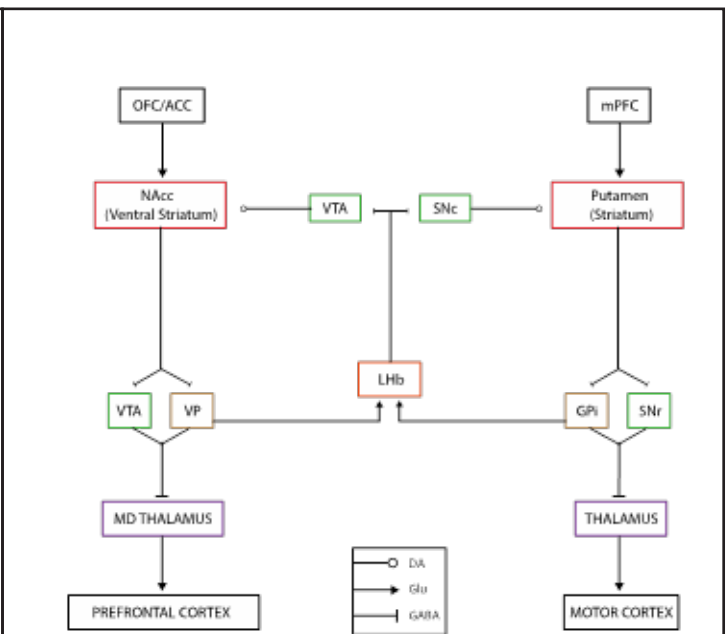 OFC/ACC
mPFC
NAcc
(Ventral Striatum)
VTA
SNc
Putamen
(Striatum)
LHb
VTA
VP
GPi
SNr
MD THALAMUS
THALAMUS
DA
Glu
GABA
PREFRONTAL CORTEX
MOTOR CORTEX